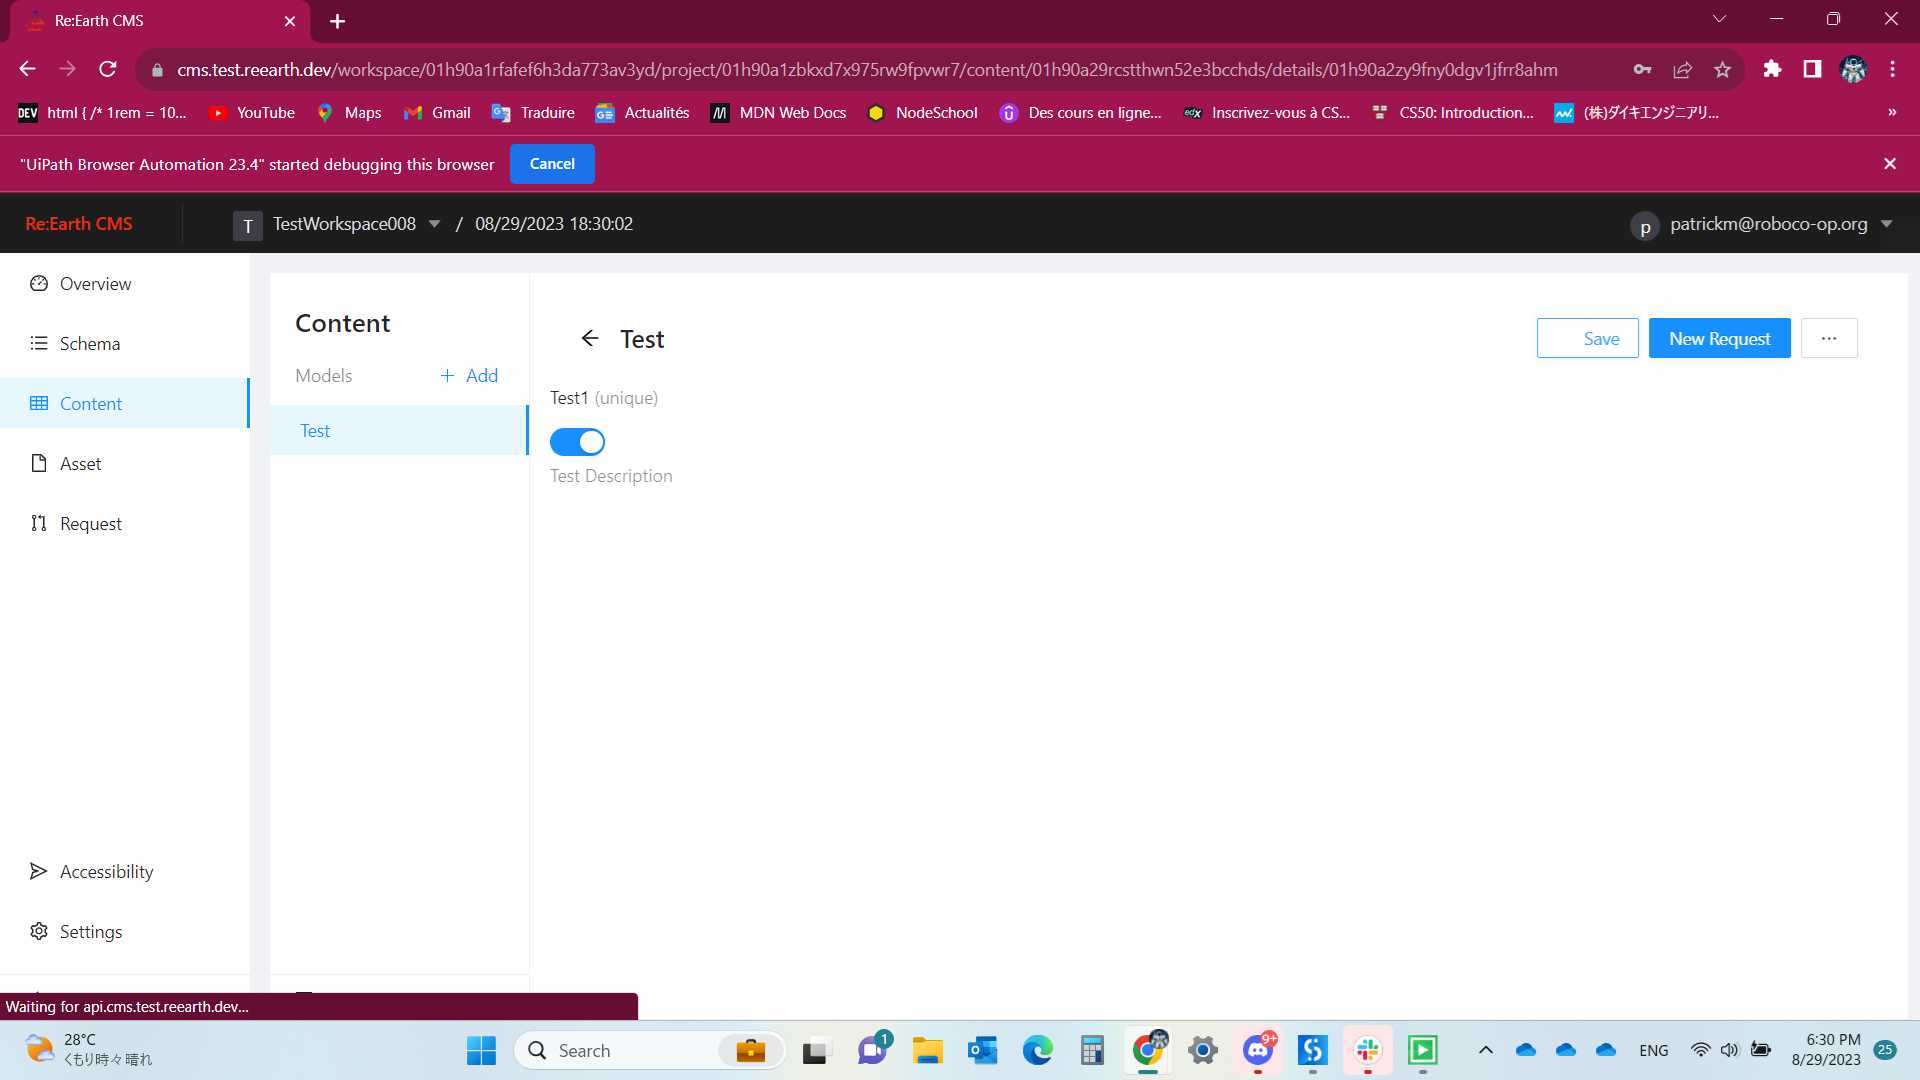 Re:Earth CMS
cms.test.reearth.dev/workspace/01h90a1rfafef6h3da773av3yd/project/01h90a1zbkxd7x975rw9fpvwr7/content/01h90a29rcstthwn52e3bcchds/details/01h90a2zy9fny0dgv1jfrr8ahm
DEV html { /* 1rem = 10... YouTube Maps Gmail Traduire Actualités MDN Web Docs NodeSchool Des cours en ligne... edX Inscrivez-vous à CS... CS50: Introduction... (株)ダイキエンジニアリ... »
"UiPath Browser Automation 23.4" started debugging this browser Cancel
Re:Earth CMS T TestWorkspace008 / 08/29/2023 18:30:02 p patrickm@roboco-op.org
Overview
Schema
Content
Asset
Request
Accessibility
Settings
Content
Models + Add
Test
Test
Save New Request ...
Test1 (unique)
Test Description
Waiting for api.cms.test.reearth.dev...
28°C
くもり時々晴れ
Search
1
9+
ENG
6:30 PM
8/29/2023
25